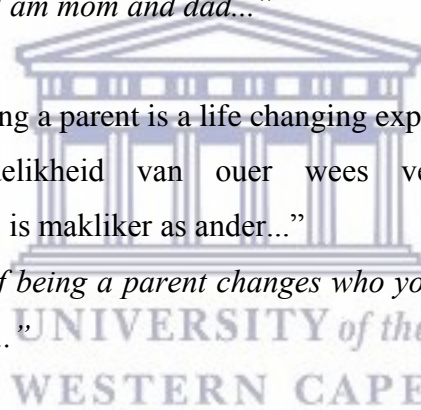 am mom and dad..."
ng a parent is a life changing exp
elikheid van ouer wees ve
is makliker as ander..."
f being a parent changes who yo
..."
UNIVERSITY of the
WESTERN CAPE